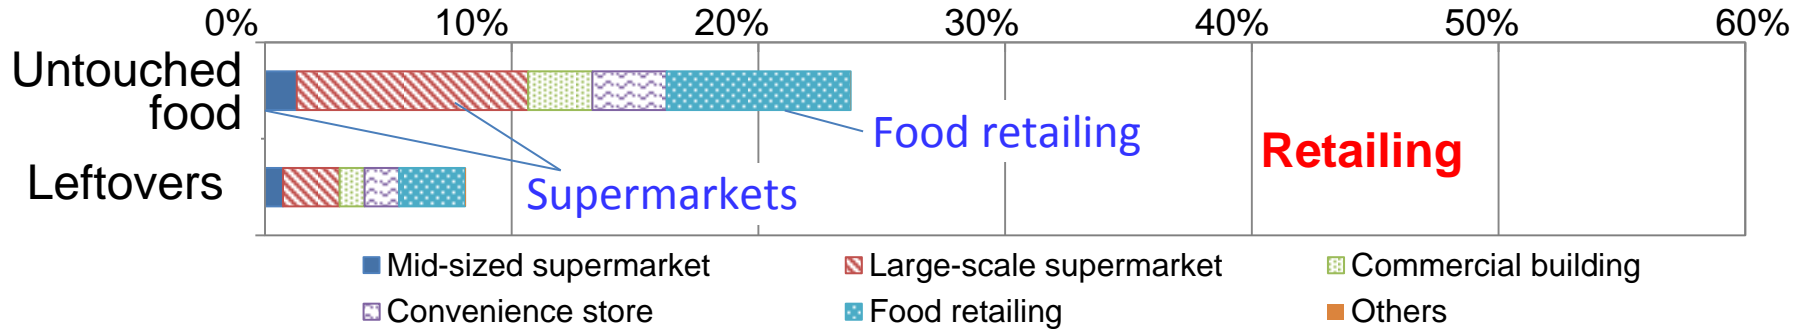 0% 10% 20% 30% 40% 50% 60%
Untouched
food
Food retailing
Retailing
Leftovers
Supermarkets
Mid-sized supermarket Large-scale supermarket Commercial building
Convenience store Food retailing Others